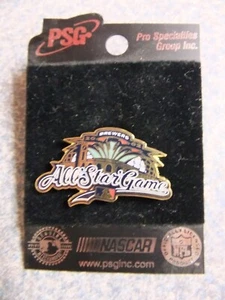 PSG
Pro Specialties
Group Inc.
BREWERS
All Star Game
NASCAR
www.psginc.com